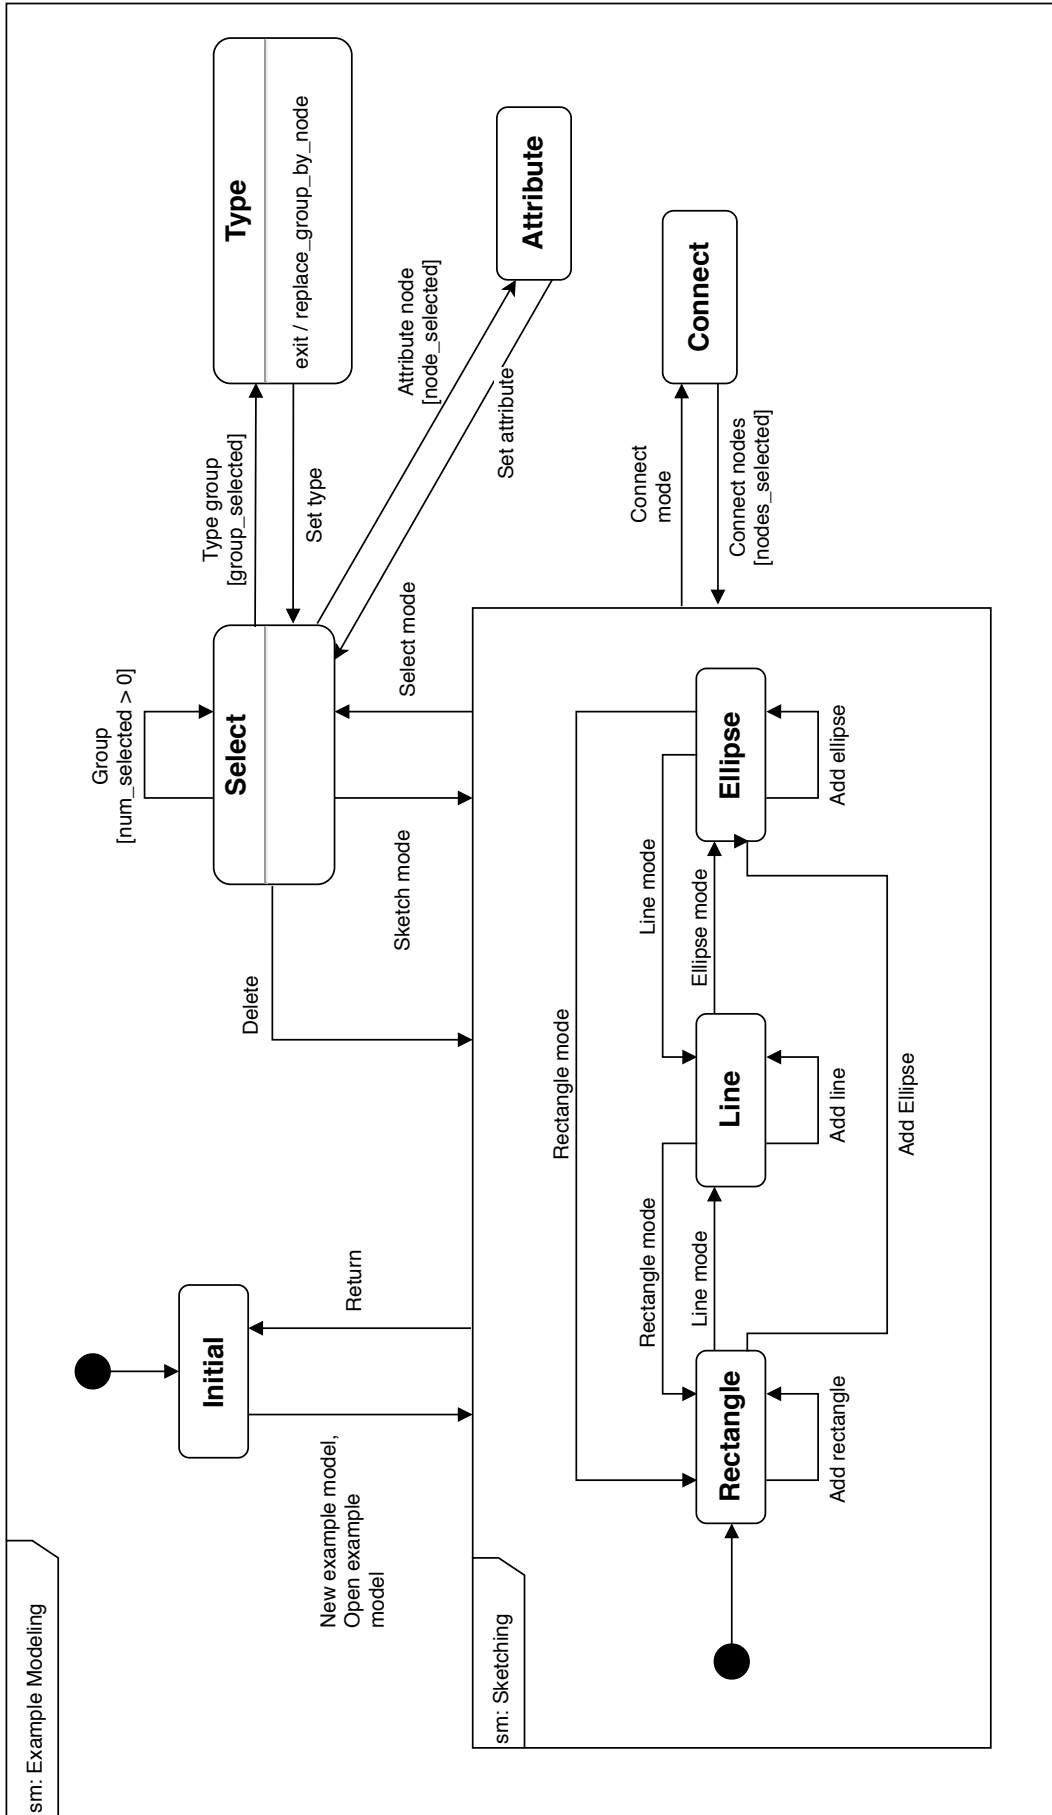 sm: Example Modeling
Initial
New example model,
Open example
model
Return
Group
[num_selected > 0]
Select
Delete
Sketch mode
Select mode
Type group
[group_selected]
Set type
Type
exit / replace_group_by_node
Attribute node
[node_selected]
Set attribute
Attribute
Connect
mode
Connect nodes
[nodes_selected]
Connect
sm: Sketching
Rectangle mode
Rectangle mode
Line mode
Line mode
Ellipse mode
Rectangle
Line
Ellipse
Add rectangle
Add line
Add ellipse
Add Ellipse